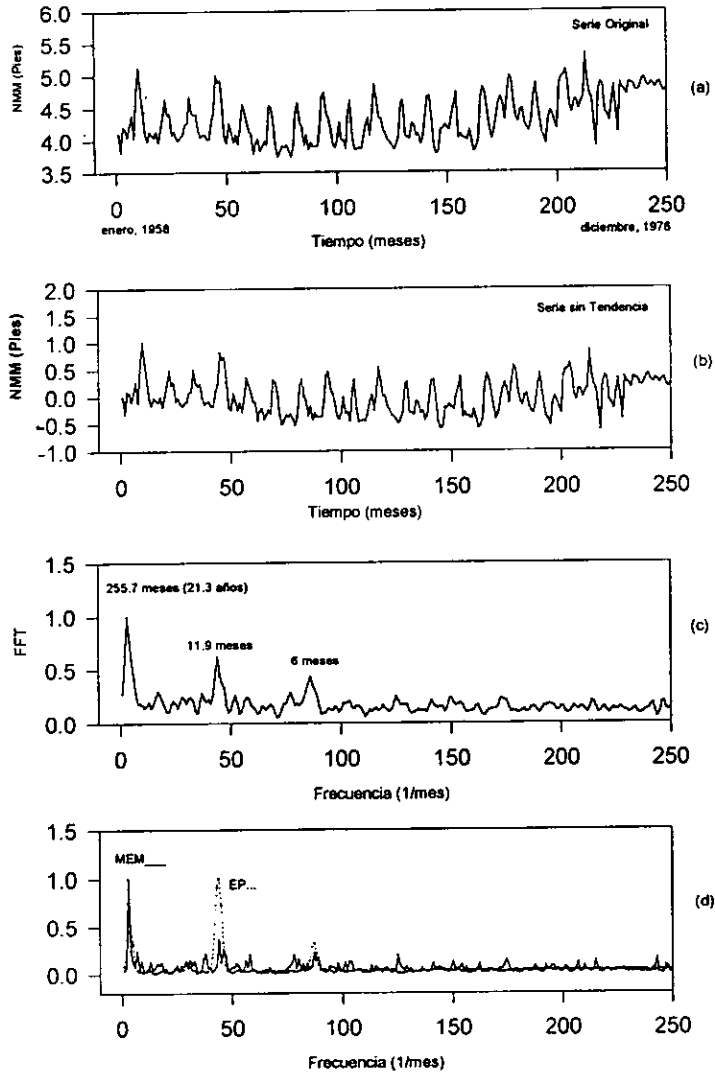 6.0
Serie Original
5.5
5.0
4.5
4.0
3.5
NMM (Pies)
(a)
0 50 100 150 200 250
enero, 1958
diciembre, 1976
Tiempo (meses)
2.0
Serie sin Tendencia
1.5
1.0
0.5
0.0
-0.5
-1.0
NMM (Pies)
(b)
0 50 100 150 200 250
Tiempo (meses)
1.5
255.7 meses (21.3 años)
1.0
11.9 meses
6 meses
0.5
0.0
FFT
(c)
0 50 100 150 200 250
Frecuencia (1/mes)
1.5
MEM___
1.0
EP...
0.5
0.0
(d)
0 50 100 150 200 250
Frecuencia (1/mes)